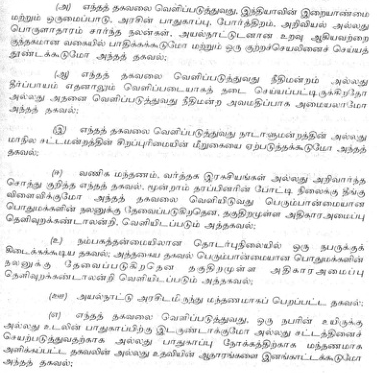 (அ) எந்தத் தகவலை வெளிப்படுத்துவது, இந்தியாவின் இறையாண்மை
மற்றும் ஒருமைப்பாடு, அரசின் பாதுகாப்பு, போர்த்திறம், அறிவியல் அல்லது
பொருளாதாரம் சார்ந்த நலன்கள், அயல்நாட்டுடனான உறவு ஆகியவற்றை
குந்தகமான வகையில் பாதிக்கக்கூடுமோ மற்றும் ஒரு குற்றச்செயலினைச் செய்யத்
தூண்டக்கூடுமோ அந்தத் தகவல்;
(ஆ) எந்தத் தகவலை வெளிப்படுத்துவது நீதிமன்றம் அல்லது
தீர்ப்பாயம் எதனாலும் வெளிப்படையாகத் தடை செய்யப்பட்டிருக்கிறதோ
அல்லது அதனை வெளிப்படுத்துவது நீதிமன்ற அவமதிப்பாக அமையலாமோ
அந்தத் தகவல்;
(இ) எந்தத் தகவலை வெளிப்படுத்துவது நாடாளுமன்றத்தின் அல்லது
மாநில சட்டமன்றத்தின் சிறப்புரிமையின் மீறுகையை ஏற்படுத்தக்கூடுமோ அந்தத்
தகவல்;
(ஈ) வணிக மந்தணம், வர்த்தக இரகசியங்கள் அல்லது அறிவார்ந்த
சொத்து குறித்த எந்தத் தகவல், மூன்றாம் தரப்பினரின் போட்டி நிலைக்கு தீங்கு
விளைவிக்குமோ அந்தத் தகவலை வெளியிடுவது பெரும்பான்மையான
பொதுமக்களின் நலனுக்கு தேவைப்படுகிறதென, தகுதிறமுள்ள அதிகாரஅமைப்பு
தெளிவுறக்கண்டாலன்றி, வெளியிடப்படும் அத்தகவல்;
(உ) நம்பகத்தன்மையிலான தொடர்புநிலையில் ஒரு நபருக்குக்
கிடைக்கக்கூடிய தகவல்; அத்தகைய தகவல் பெரும்பான்மையான பொதுமக்களின்
நலனுக்கு தேவைப்படுகிறதென தகுதிறமுள்ள அதிகாரஅமைப்பு
தெளிவுறக்கண்டாலன்றி வெளியிடப்படும் அத்தகவல்;
(ஊ) அயல்நாட்டு அரசிடமிருந்து மந்தணமாகப் பெறப்பட்ட தகவல்;
(எ) எந்தத் தகவலை வெளிப்படுத்துவது, ஒரு நபரின் உயிருக்கு
அல்லது உடலின் பாதுகாப்பிற்கு இடருண்டாக்குமோ அல்லது சட்டத்தினைச்
செயற்படுத்துவதற்காக அல்லது பாதுகாப்பு நோக்கத்திற்காக மந்தணமாக
அளிக்கப்பட்ட தகவலின் அல்லது உதவியின் ஆதாரங்களை இனங்காட்டக்கூடுமோ
அந்தத் தகவல்;